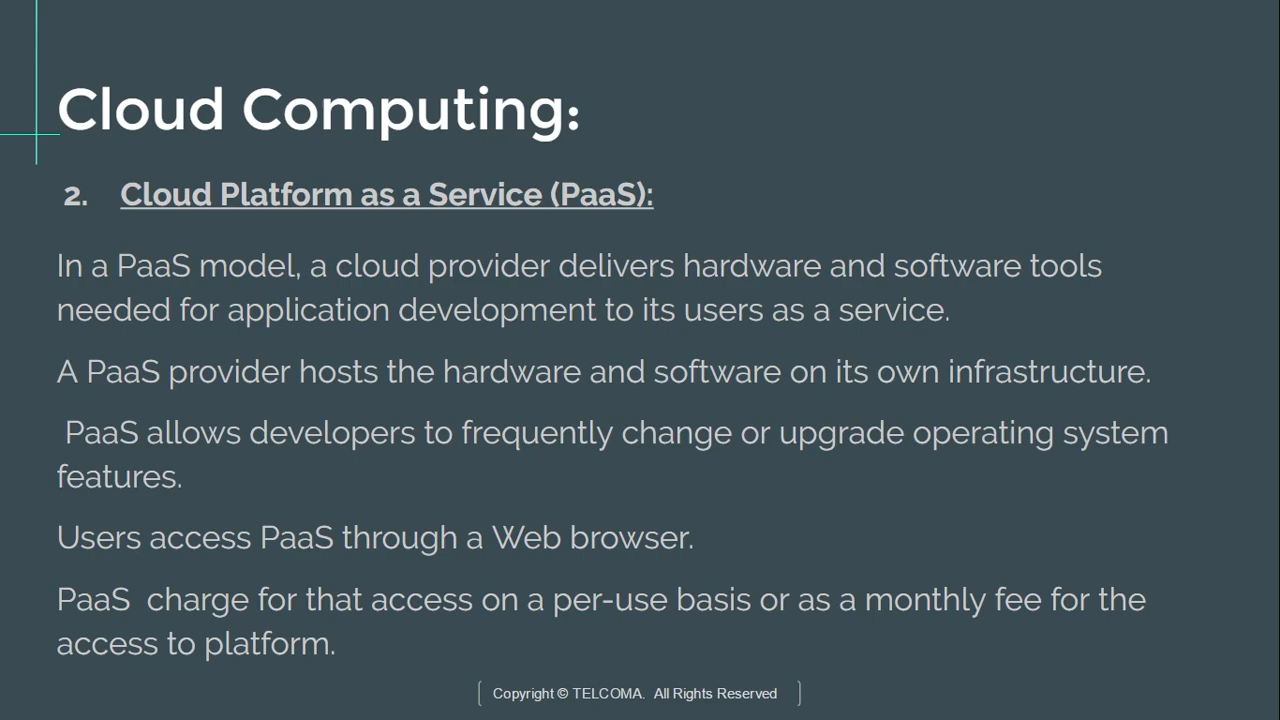 Cloud Computing:
2. Cloud Platform as a Service (PaaS):
In a PaaS model, a cloud provider delivers hardware and software tools
needed for application development to its users as a service.
A PaaS provider hosts the hardware and software on its own infrastructure.
PaaS allows developers to frequently change or upgrade operating system
features.
Users access PaaS through a Web browser.
PaaS charge for that access on a per-use basis or as a monthly fee for the
access to platform.
Copyright © TELCOMA. All Rights Reserved